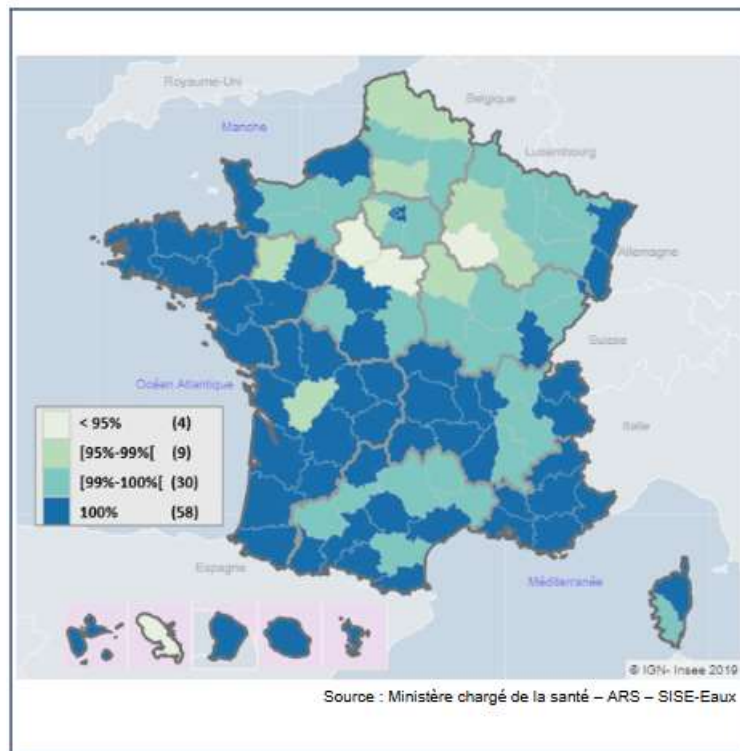 Royaume-Uni
Belgique
Manche
Luxembourg
Allemagne
Suisse
Océan Atlantique
Italie
< 95% (4)
[95%-99%[ (9)
[99%-100%[ (30)
100% (58)
Espagne
Méditerranée
© IGN- Insee 2019
Source : Ministère chargé de la santé – ARS – SISE-Eaux